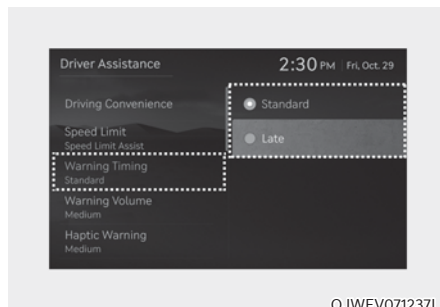 Driver Assistance
2:30 PM Fri, Oct. 29
Driving Convenience
Speed Limit
Speed Limit Assist
Warning Timing
Standard
Warning Volume
Medium
Haptic Warning
Medium
Standard
Late
OJWEV071237L